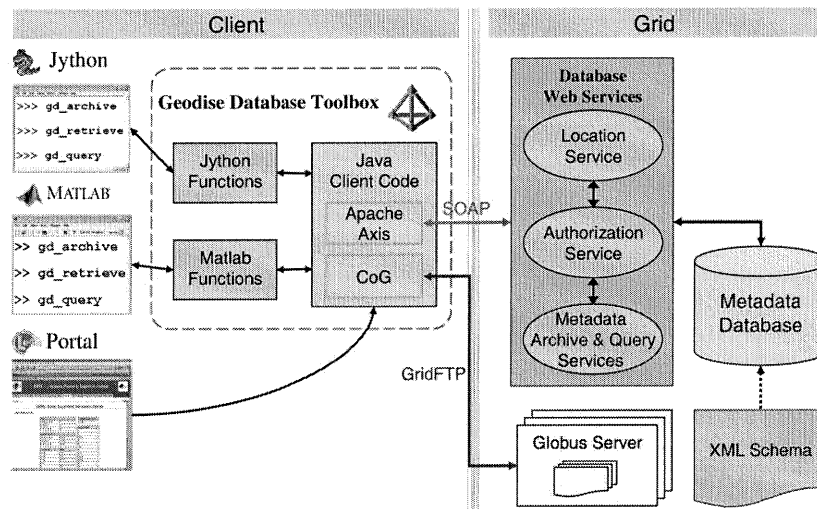 Client
Grid
Jython
>>> gd_archive
>>> gd_retrieve
>>> gd_query
MATLAB
>> gd_archive
>> gd_retrieve
>> gd_query
Portal
Geodise Database Toolbox
Jython
Functions
Matlab
Functions
Java
Client Code
Apache
Axis
CoG
SOAP
GridFTP
Database
Web Services
Location
Service
Authorization
Service
Metadata
Archive & Query
Services
Metadata
Database
Globus Server
XML Schema